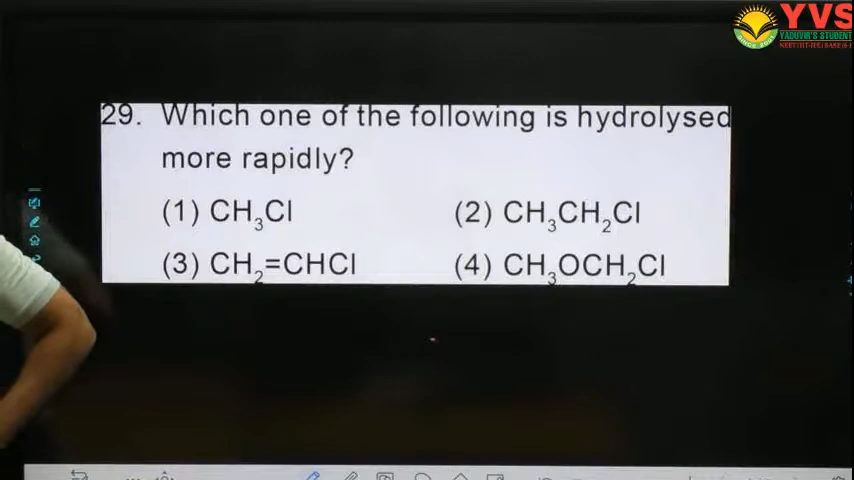 YVS
YADUVIR'S STUDENT
29. Which one of the following is hydrolysed
more rapidly?
(1) CH₃Cl (2) CH₃CH₂Cl
(3) CH₂=CHCl (4) CH₃OCH₂Cl